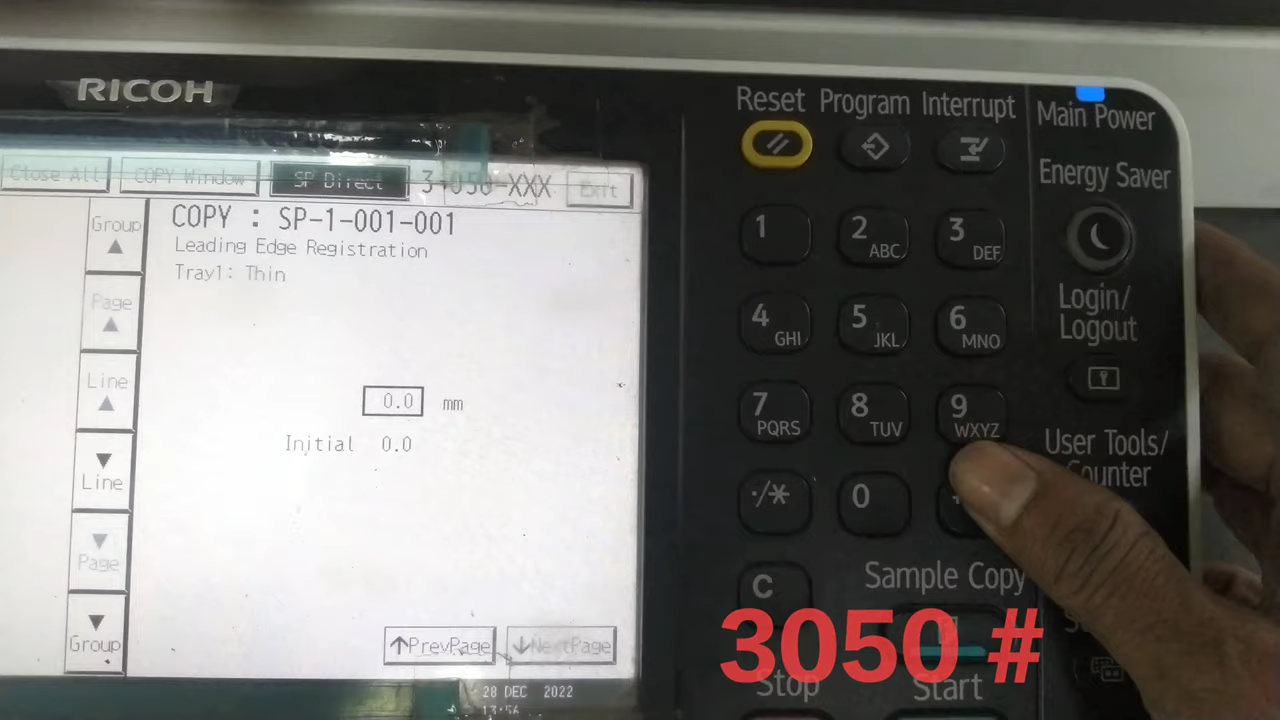 RICOH
Close All
COPY Window
SP Direct
3-050-XXX
Exit
COPY : SP-1-001-001
Leading Edge Registration
Tray1: Thin
Group
Page
Line
Line
Page
Group
0.0 mm
Initial 0.0
↑PrevPage
↓NextPage
28 DEC 2022
13:56
Reset
Program
Interrupt
Main Power
Energy Saver
Login/
Logout
User Tools/
Counter
1
2 ABC
3 DEF
4 GHI
5 JKL
6 MNO
7 PQRS
8 TUV
9 WXYZ
./*
0
C
Sample Copy
Stop
Start
3050 #